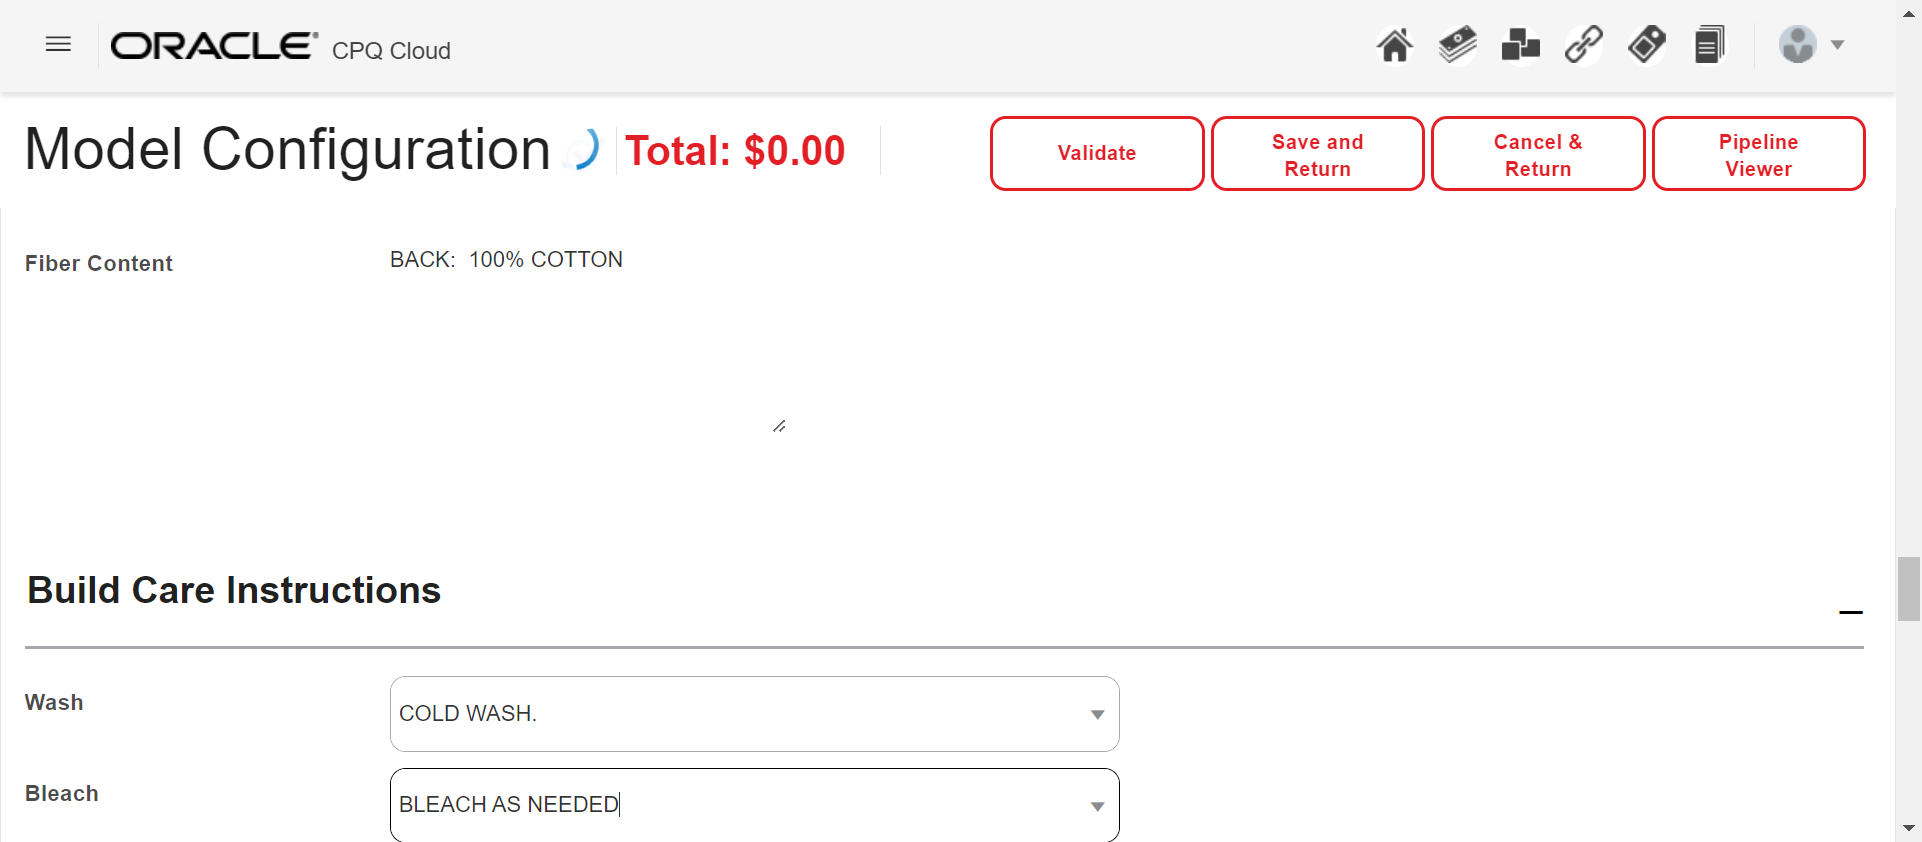 ORACLE® CPQ Cloud
Model Configuration Total: $0.00
Validate
Save and
Return
Cancel &
Return
Pipeline
Viewer
Fiber Content BACK:  100% COTTON
Build Care Instructions
Wash COLD WASH.
Bleach BLEACH AS NEEDED